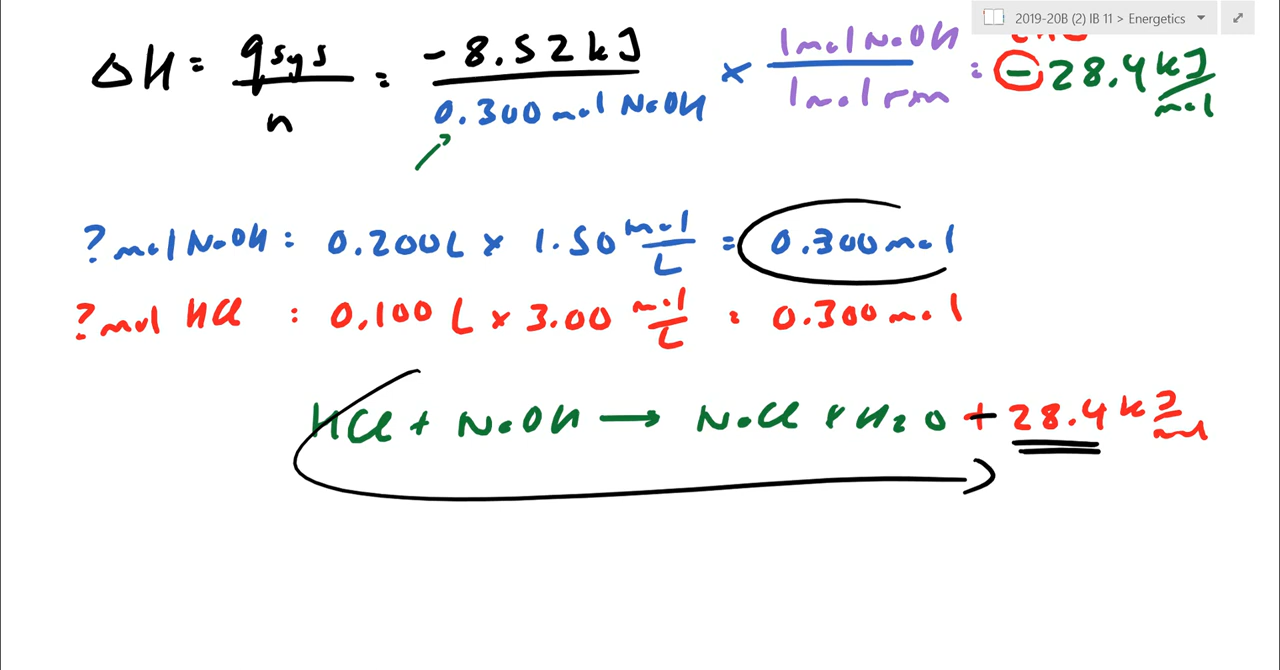 2019-20B (2) IB 11 > Energetics
ΔH = qsys / n = -8.52 kJ / 0.300 mol NaOH × 1 mol NaOH / 1 mol rxn = -28.4 kJ/mol
? mol NaOH = 0.200 L × 1.50 mol/L = 0.300 mol
? mol HCl = 0.100 L × 3.00 mol/L = 0.300 mol
HCl + NaOH → NaCl + H2O + 28.4 kJ/mol